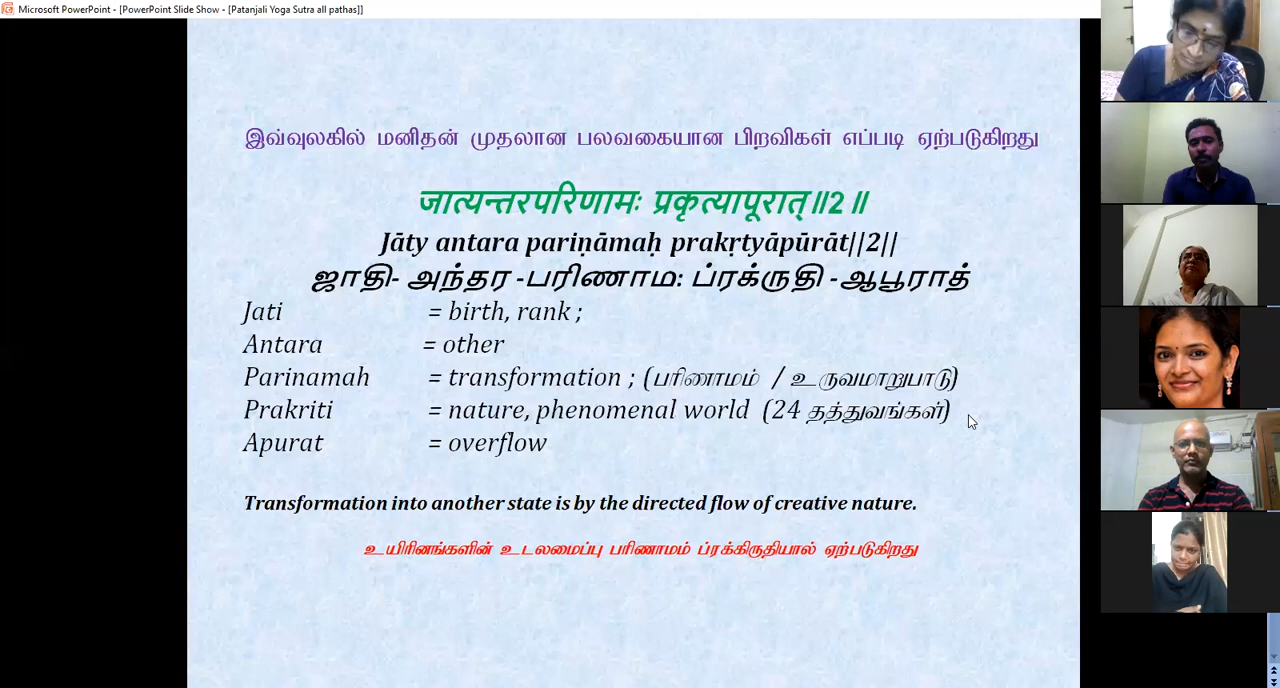 Microsoft PowerPoint - [PowerPoint Slide Show - [Patanjali Yoga Sutra all pathas]]
இவ்வுலகில் மனிதன் முதலான பலவகையான பிறவிகள் எப்படி ஏற்படுகிறது
जात्यन्तरपरिणामः प्रकृत्यापूरात्॥2॥
Jāty antara pariṇāmaḥ prakṛtyāpūrāt||2||
ஜாதி- அந்தர -பரிணாம: ப்ரக்ருதி -ஆபூராத்
Jati = birth, rank ;
Antara = other
Parinamah = transformation ; (பரிணாமம் / உருவமாறுபாடு)
Prakriti = nature, phenomenal world (24 தத்துவங்கள்)
Apurat = overflow
Transformation into another state is by the directed flow of creative nature.
உயிரினங்களின் உடலமைப்பு பரிணாமம் ப்ரக்கிருதியால் ஏற்படுகிறது